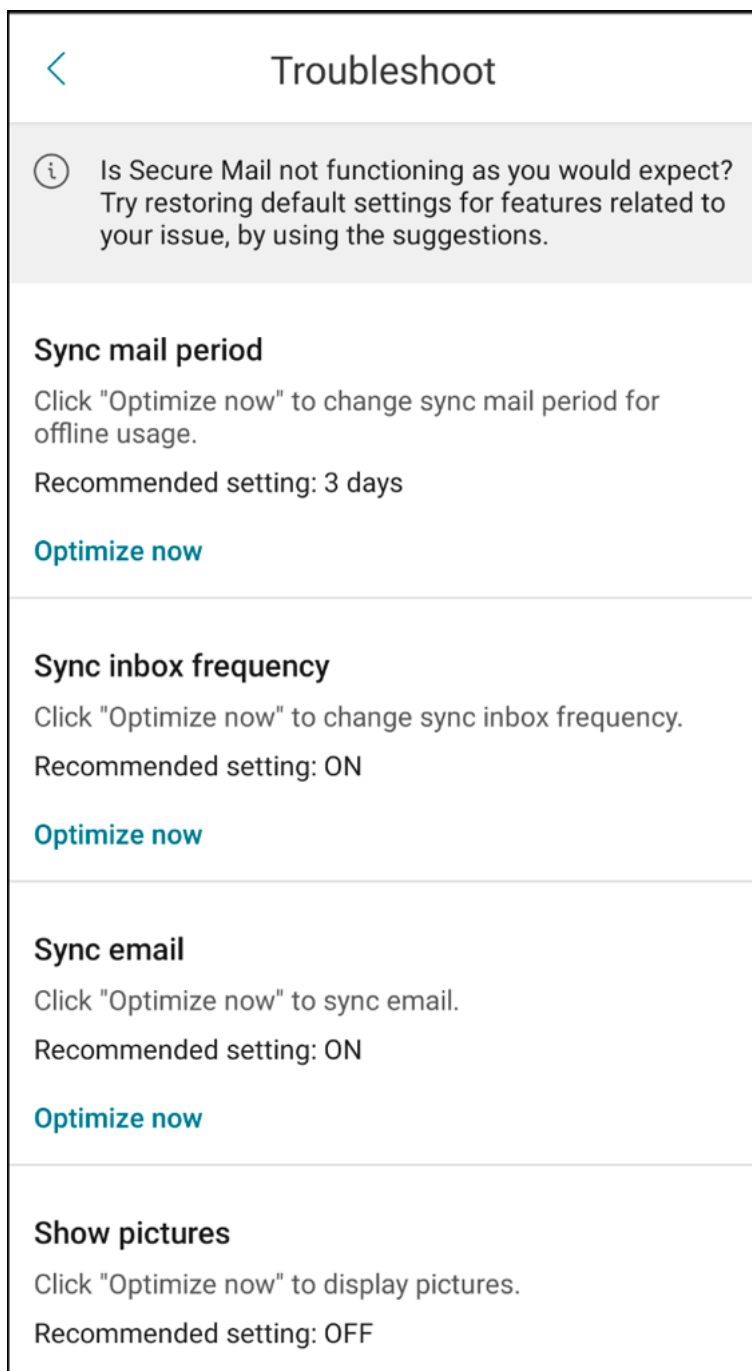 Troubleshoot
Is Secure Mail not functioning as you would expect?
Try restoring default settings for features related to
your issue, by using the suggestions.
Sync mail period
Click "Optimize now" to change sync mail period for
offline usage.
Recommended setting: 3 days
Optimize now
Sync inbox frequency
Click "Optimize now" to change sync inbox frequency.
Recommended setting: ON
Optimize now
Sync email
Click "Optimize now" to sync email.
Recommended setting: ON
Optimize now
Show pictures
Click "Optimize now" to display pictures.
Recommended setting: OFF